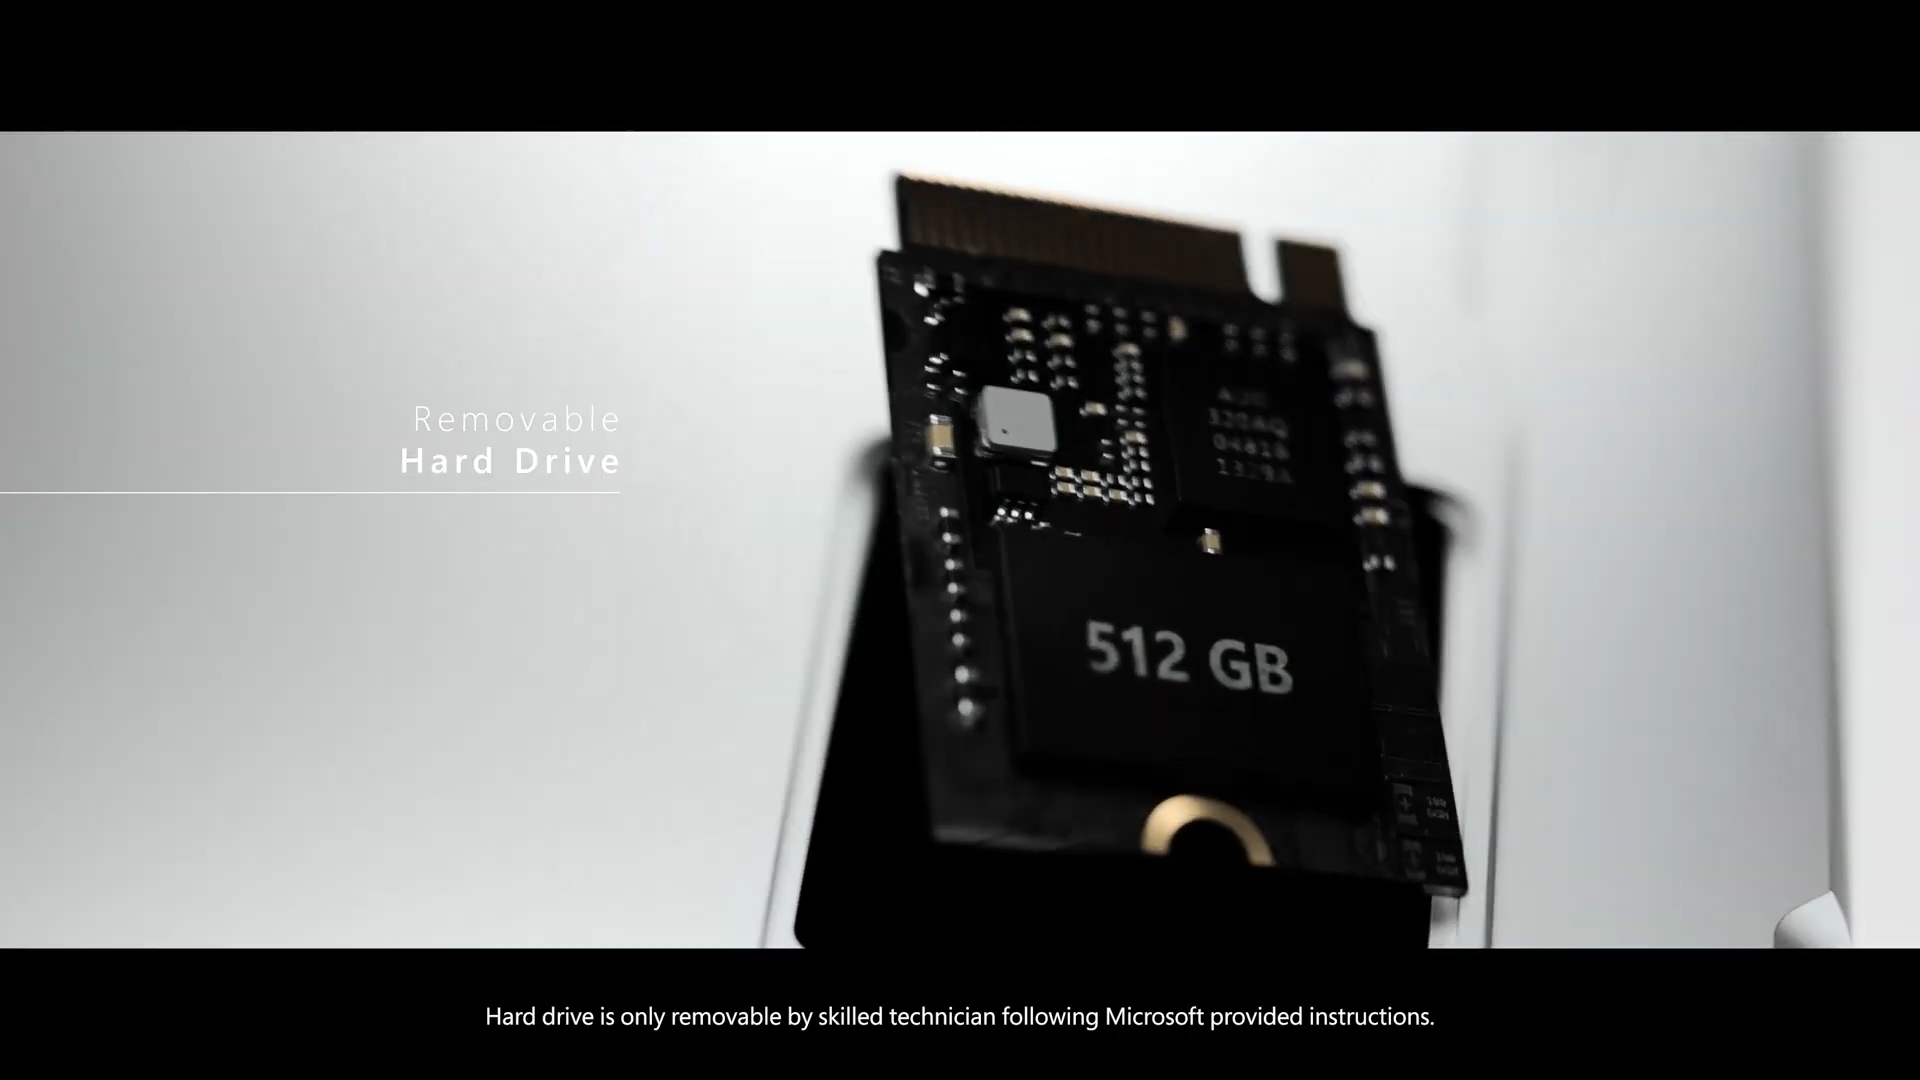 Removable
Hard Drive
512 GB
Hard drive is only removable by skilled technician following Microsoft provided instructions.